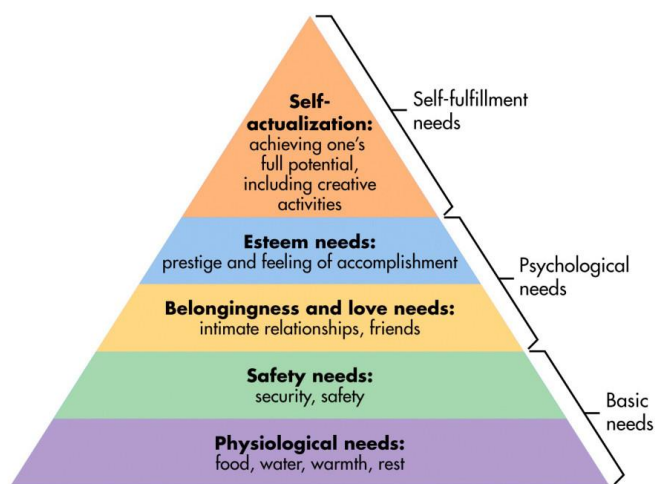 Self-
actualization:
achieving one's
full potential,
including creative
activities
Self-fulfillment
needs
Esteem needs:
prestige and feeling of accomplishment
Psychological
needs
Belongingness and love needs:
intimate relationships, friends
Safety needs:
security, safety
Basic
needs
Physiological needs:
food, water, warmth, rest